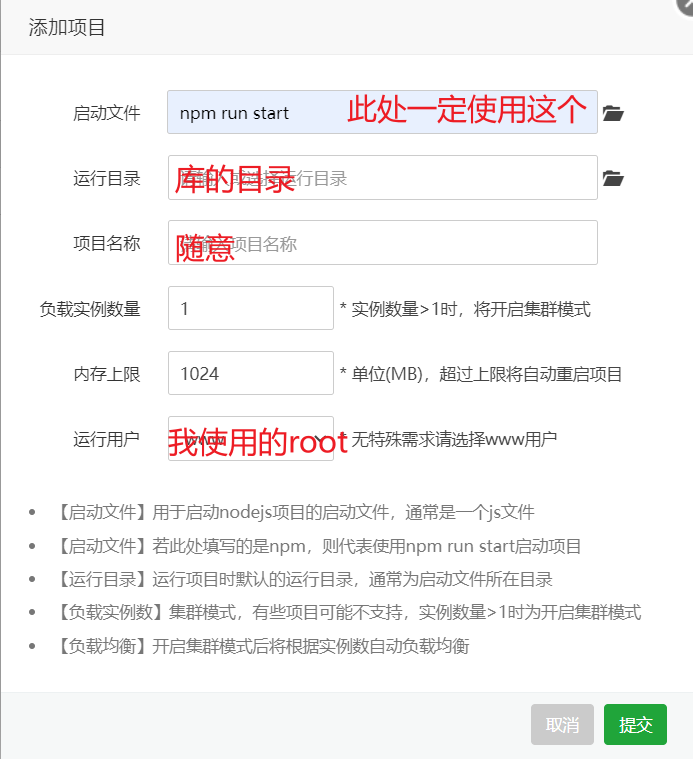 添加项目
启动文件 npm run start 此处一定使用这个
运行目录 库的目录 运行目录
项目名称 随意 项目名称
负载实例数量 1 * 实例数量>1时，将开启集群模式
内存上限 1024 * 单位(MB)，超过上限将自动重启项目
运行用户 www 我使用的root * 无特殊需求请选择www用户
• 【启动文件】用于启动nodejs项目的启动文件，通常是一个js文件
• 【启动文件】若此处填写的是npm，则代表使用npm run start启动项目
• 【运行目录】运行项目时默认的运行目录，通常为启动文件所在目录
• 【负载实例数】集群模式，有些项目可能不支持，实例数量>1时为开启集群模式
• 【负载均衡】开启集群模式后将根据实例数自动负载均衡
取消 提交